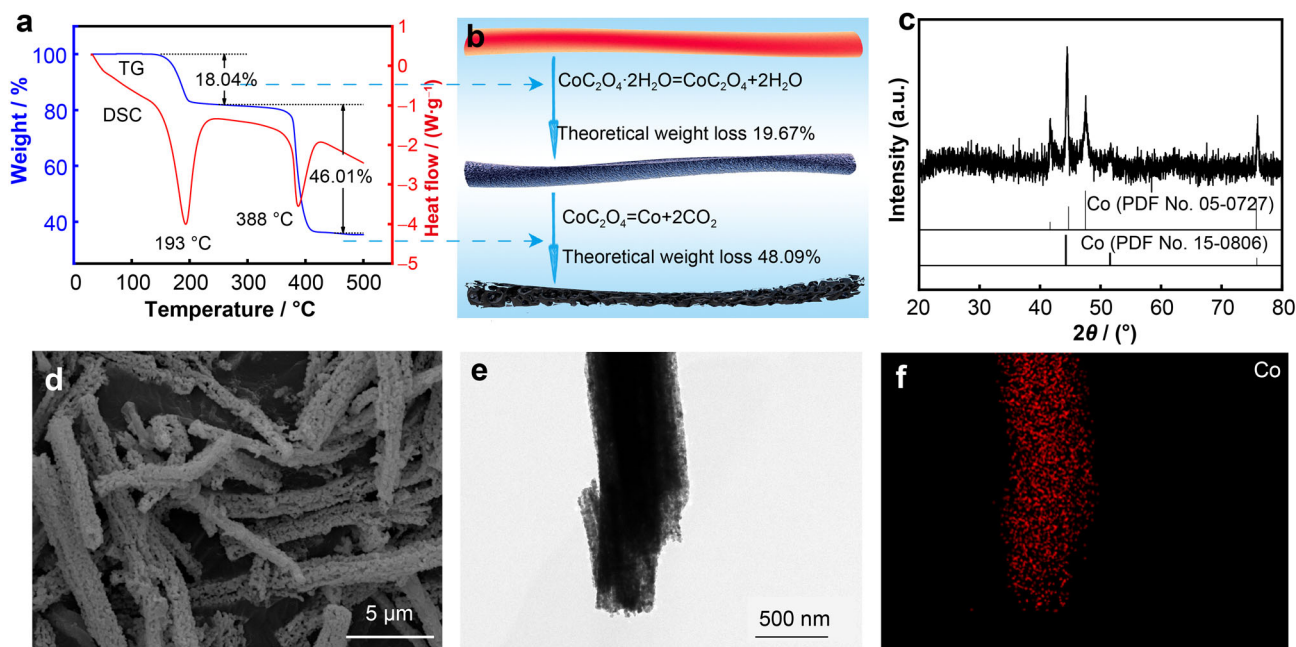 a
Weight / %
100
80
60
40
TG
DSC
18.04%
46.01%
193 °C
388 °C
0 100 200 300 400 500
Temperature / °C
1
0
−1
−2
−3
−4
−5
Heat flow / (W·g⁻¹)
b
CoC₂O₄·2H₂O=CoC₂O₄+2H₂O
Theoretical weight loss 19.67%
CoC₂O₄=Co+2CO₂
Theoretical weight loss 48.09%
c
Intensity (a.u.)
Co (PDF No. 05-0727)
Co (PDF No. 15-0806)
20 30 40 50 60 70 80
2θ / (°)
d
5 μm
e
500 nm
f
Co